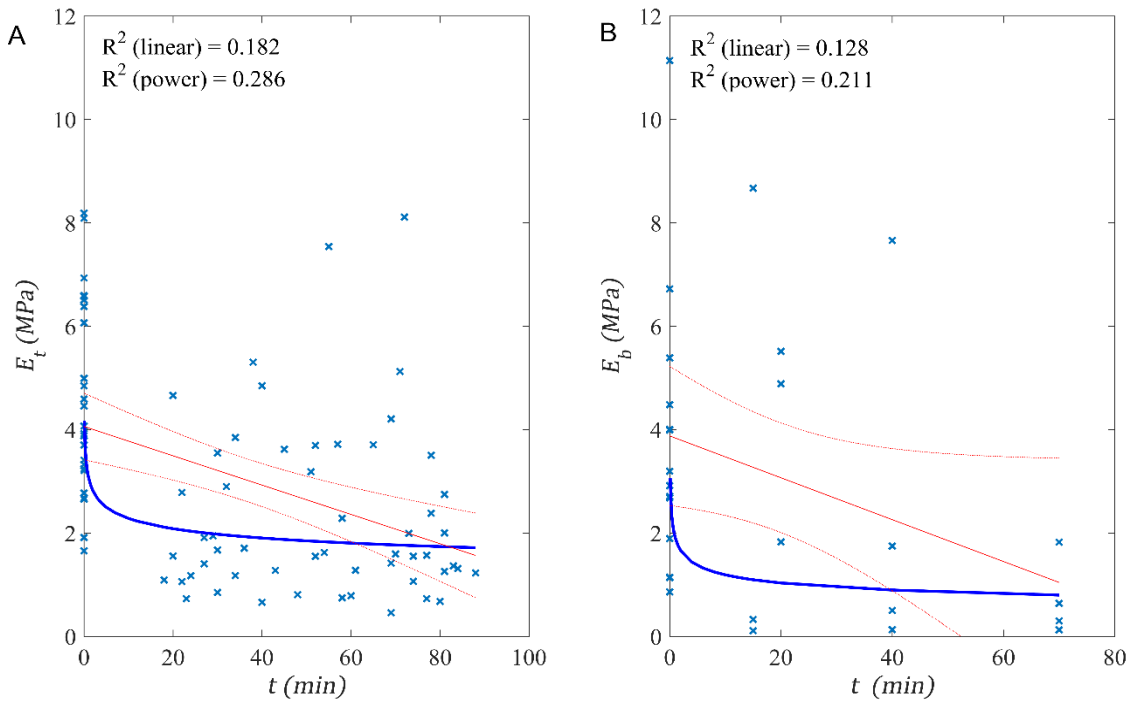 A
R² (linear) = 0.182
R² (power) = 0.286
12
10
8
6
4
2
0
E_t (MPa)
0 20 40 60 80 100
t (min)
B
R² (linear) = 0.128
R² (power) = 0.211
12
10
8
6
4
2
0
E_b (MPa)
0 20 40 60 80
t (min)